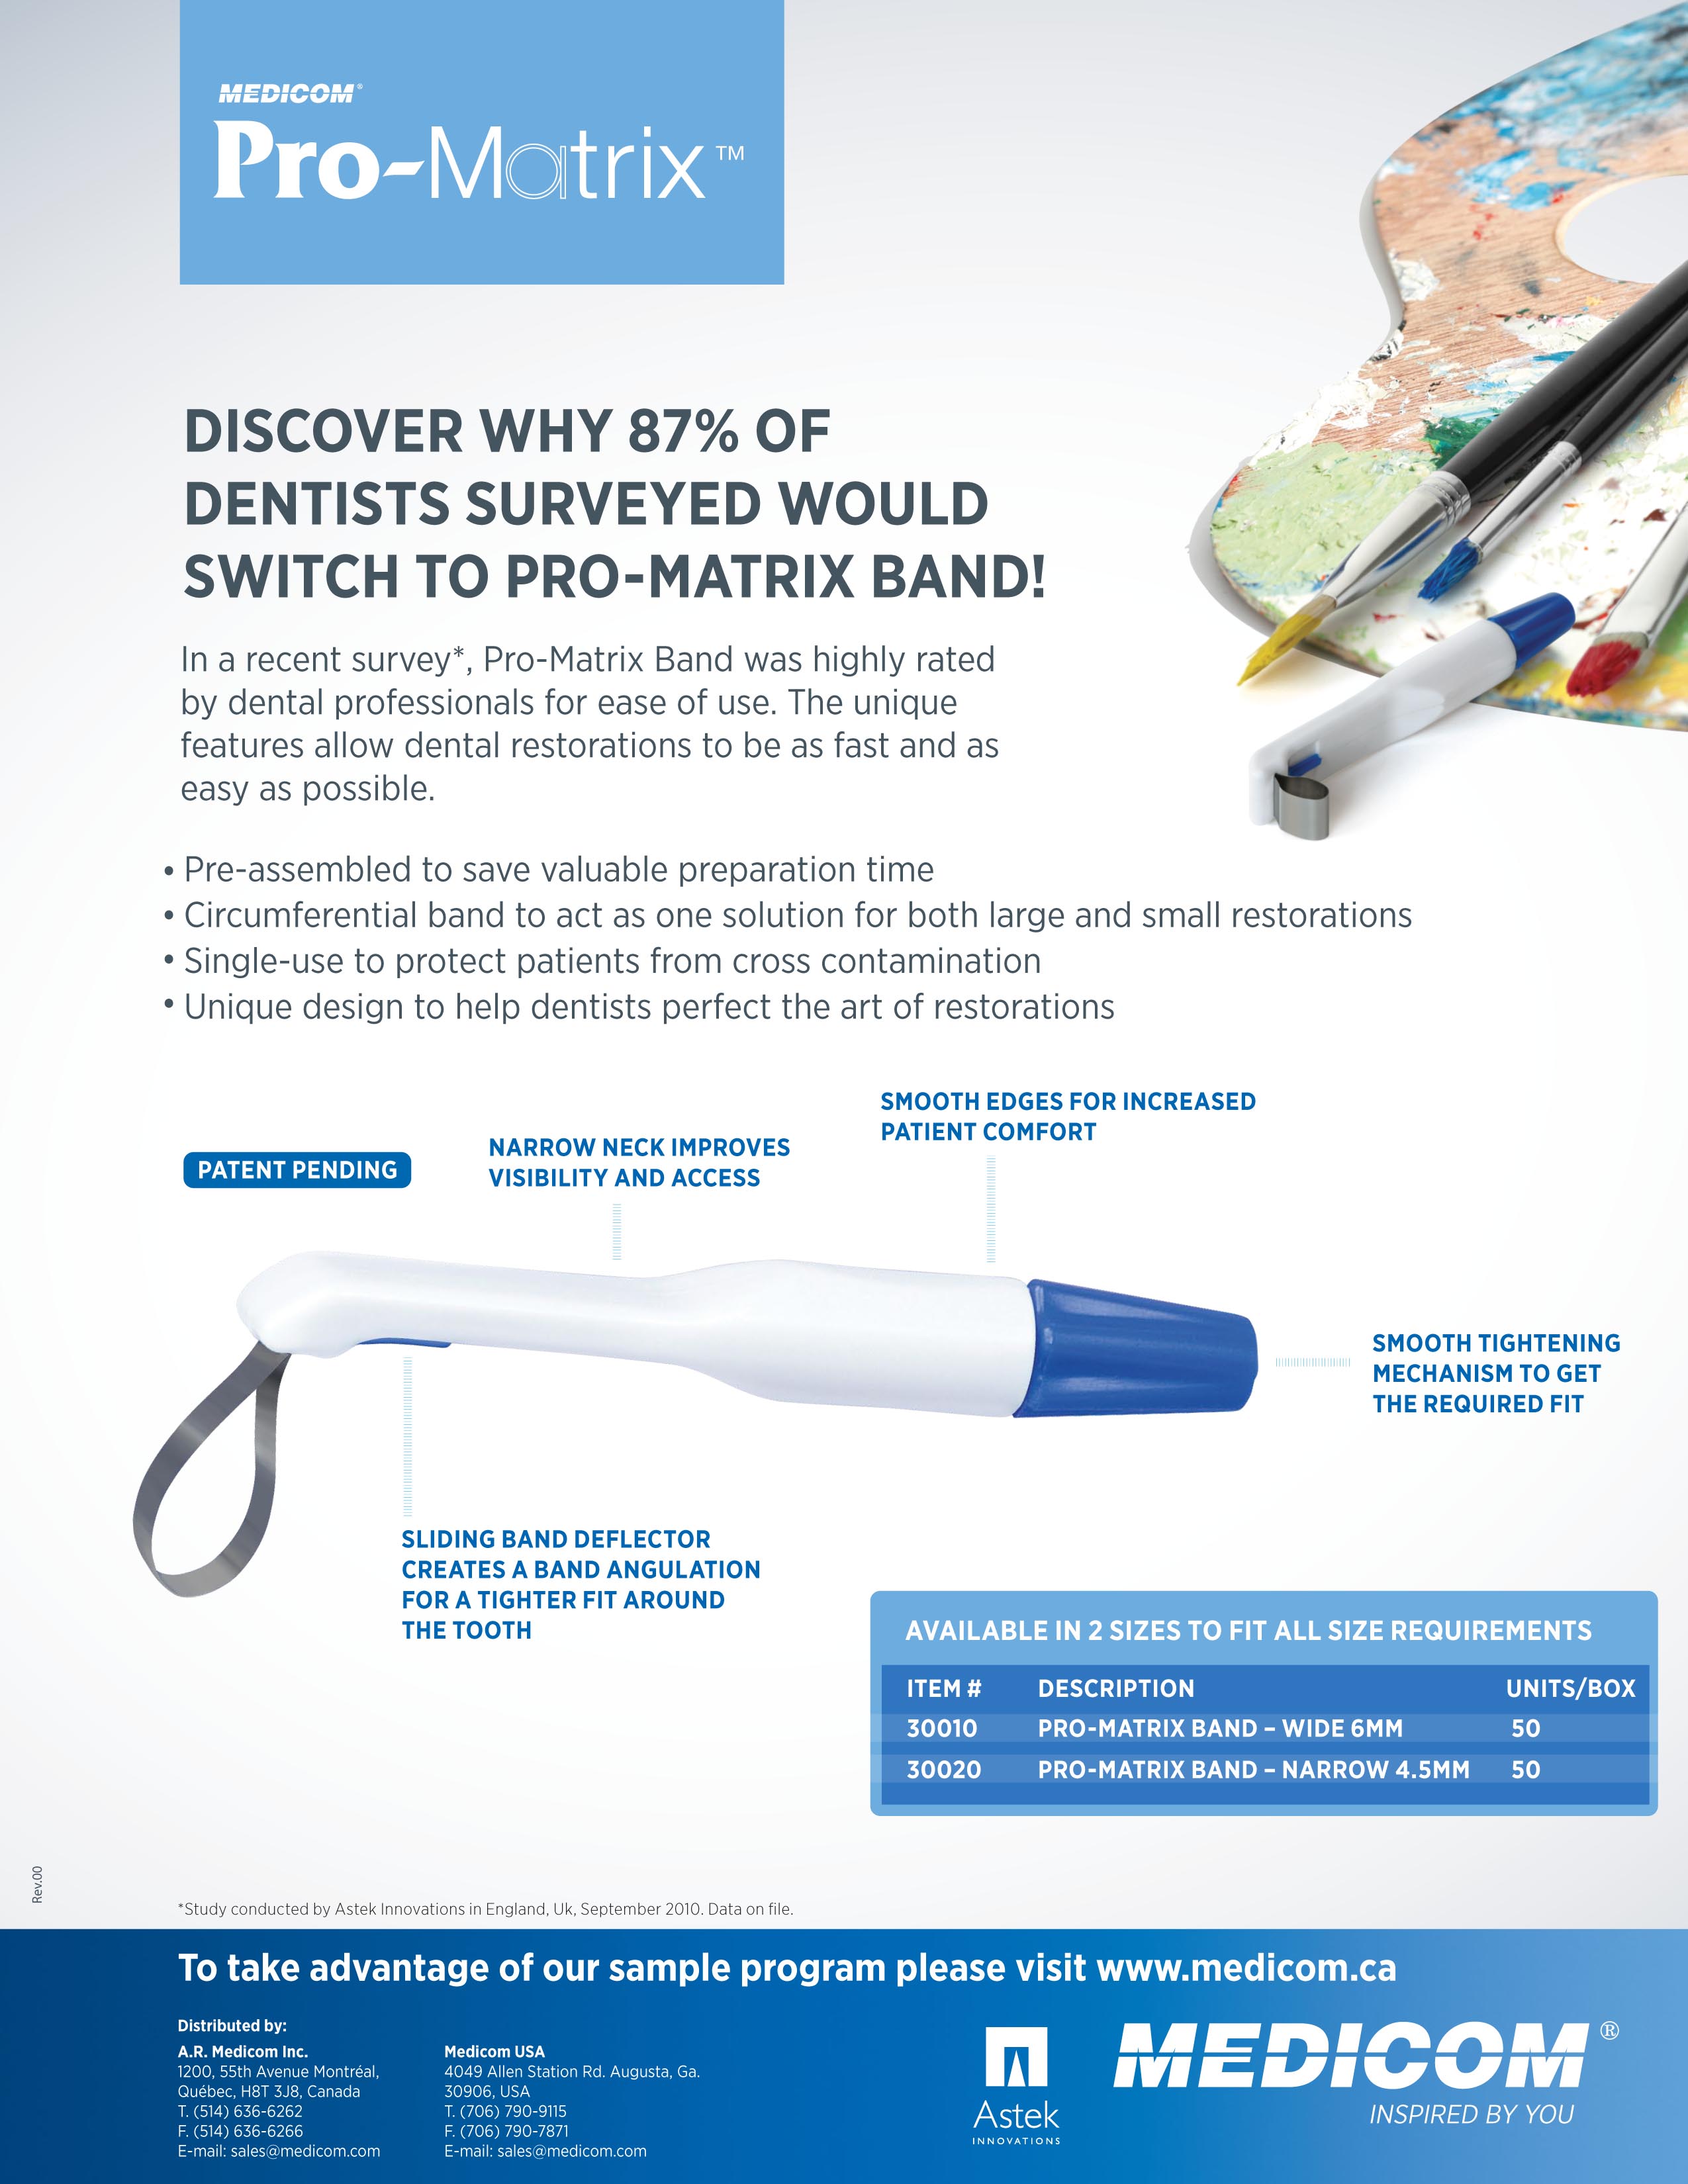 MEDICOM®
Pro-Matrix™
DISCOVER WHY 87% OF
DENTISTS SURVEYED WOULD
SWITCH TO PRO-MATRIX BAND!
In a recent survey*, Pro-Matrix Band was highly rated
by dental professionals for ease of use. The unique
features allow dental restorations to be as fast and as
easy as possible.
• Pre-assembled to save valuable preparation time
• Circumferential band to act as one solution for both large and small restorations
• Single-use to protect patients from cross contamination
• Unique design to help dentists perfect the art of restorations
PATENT PENDING
NARROW NECK IMPROVES
VISIBILITY AND ACCESS
SMOOTH EDGES FOR INCREASED
PATIENT COMFORT
SMOOTH TIGHTENING
MECHANISM TO GET
THE REQUIRED FIT
SLIDING BAND DEFLECTOR
CREATES A BAND ANGULATION
FOR A TIGHTER FIT AROUND
THE TOOTH
AVAILABLE IN 2 SIZES TO FIT ALL SIZE REQUIREMENTS
ITEM # DESCRIPTION UNITS/BOX
30010 PRO-MATRIX BAND – WIDE 6MM 50
30020 PRO-MATRIX BAND – NARROW 4.5MM 50
Rev.00
*Study conducted by Astek Innovations in England, Uk, September 2010. Data on file.
To take advantage of our sample program please visit www.medicom.ca
Distributed by:
A.R. Medicom Inc.
1200, 55th Avenue Montréal,
Québec, H8T 3J8, Canada
T. (514) 636-6262
F. (514) 636-6266
E-mail: sales@medicom.com
Medicom USA
4049 Allen Station Rd. Augusta, Ga.
30906, USA
T. (706) 790-9115
F. (706) 790-7871
E-mail: sales@medicom.com
Astek
INNOVATIONS
MEDICOM®
INSPIRED BY YOU